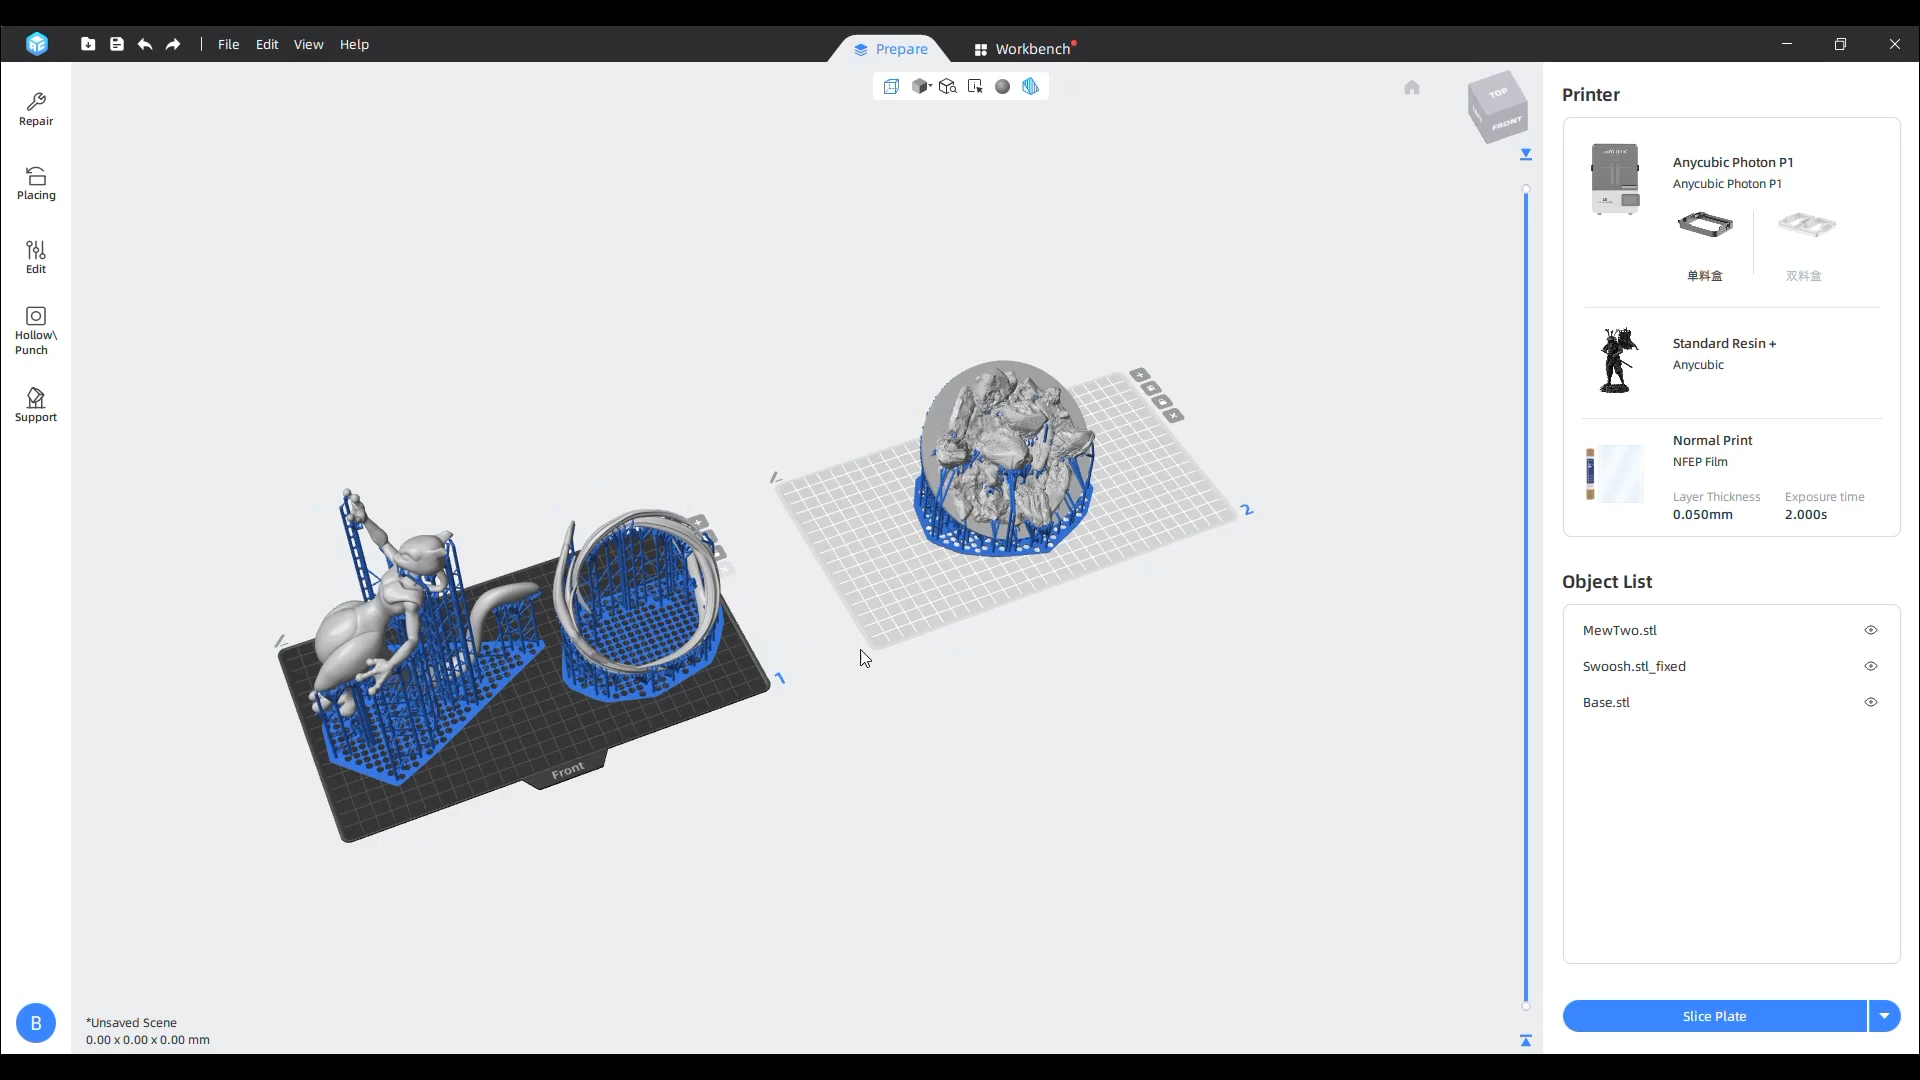 File Edit View Help
Prepare
Workbench
Repair
Placing
Edit
Hollow\
Punch
Support
TOP
FRONT
1
2
Front
B
*Unsaved Scene
0.00 x 0.00 x 0.00 mm
Printer
Anycubic Photon P1
Anycubic Photon P1
单料盒
双料盒
Standard Resin +
Anycubic
Normal Print
NFEP Film
Layer Thickness Exposure time
0.050mm 2.000s
Object List
MewTwo.stl
Swoosh.stl_fixed
Base.stl
Slice Plate